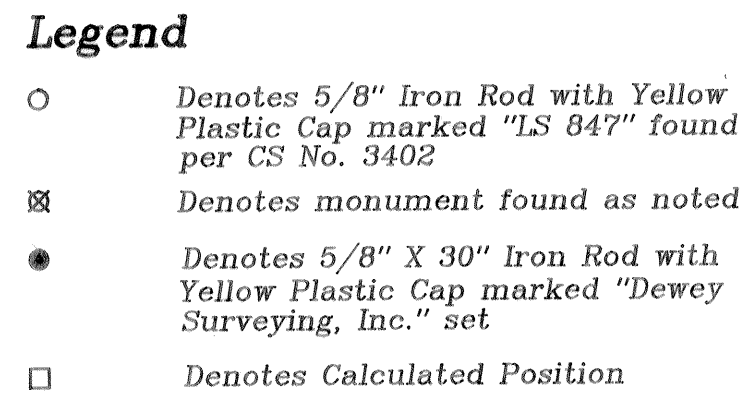 Legend
Denotes 5/8" Iron Rod with Yellow
Plastic Cap marked "LS 847" found
per CS No. 3402
Denotes monument found as noted
Denotes 5/8" X 30" Iron Rod with
Yellow Plastic Cap marked "Dewey
Surveying, Inc." set
Denotes Calculated Position